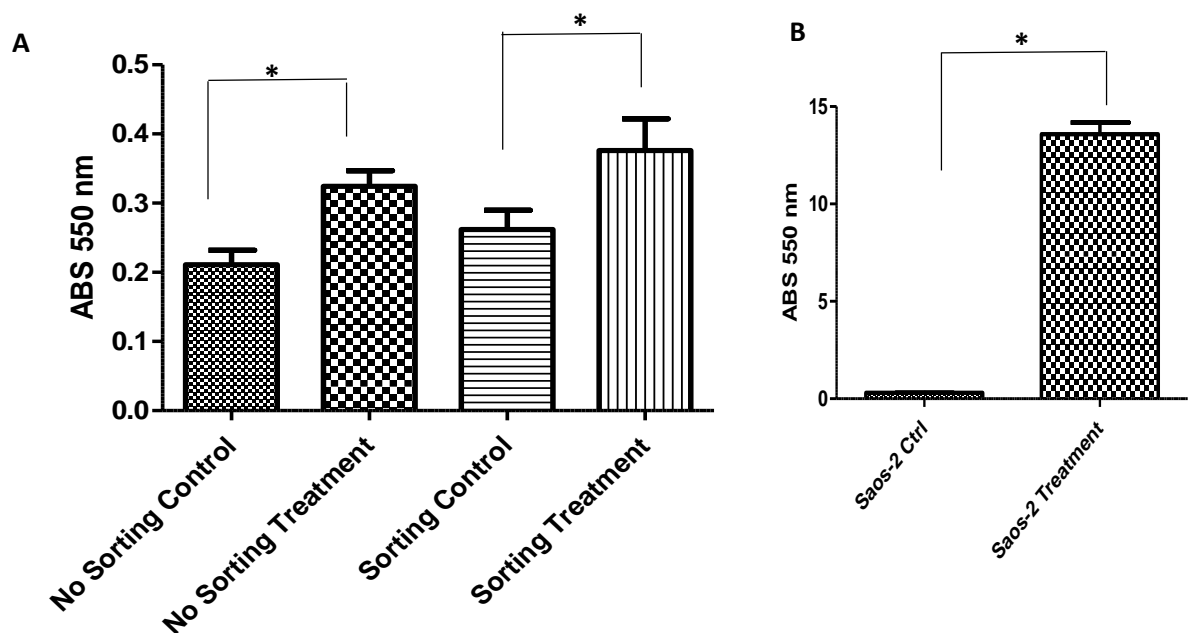 A
*
*
ABS 550 nm
0.5
0.4
0.3
0.2
0.1
0.0
No Sorting Control
No Sorting Treatment
Sorting Control
Sorting Treatment
B
*
ABS 550 nm
15
10
5
0
Saos-2 Ctrl
Saos-2 Treatment